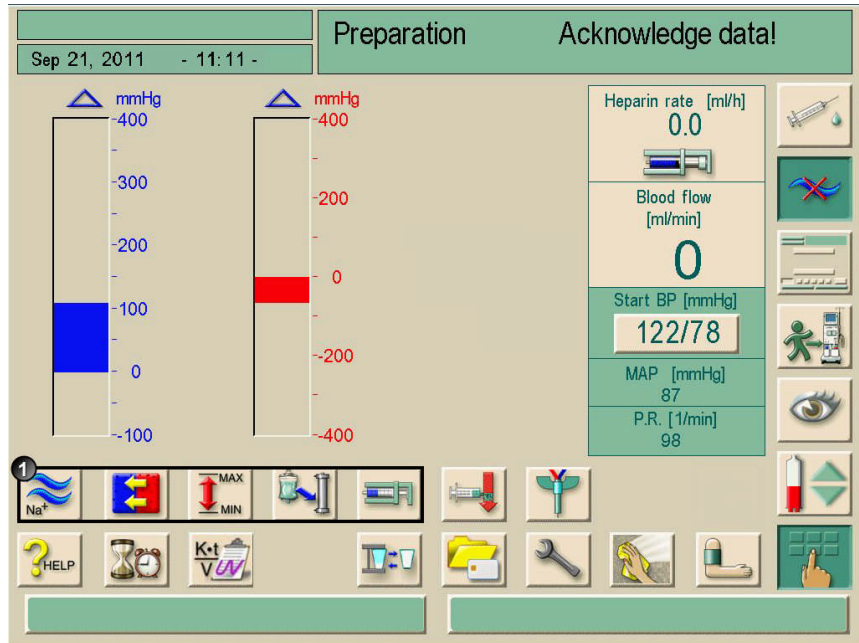 Preparation Acknowledge data!
Sep 21, 2011 - 11:11 -
mmHg
-400
-300
-200
-100
0
--100
mmHg
-400
-200
0
--200
--400
Heparin rate [ml/h]
0.0
Blood flow
[ml/min]
0
Start BP [mmHg]
122/78
MAP [mmHg]
87
P.R. [1/min]
98
1
Na+
MAX
MIN
?HELP
K•t
V UV